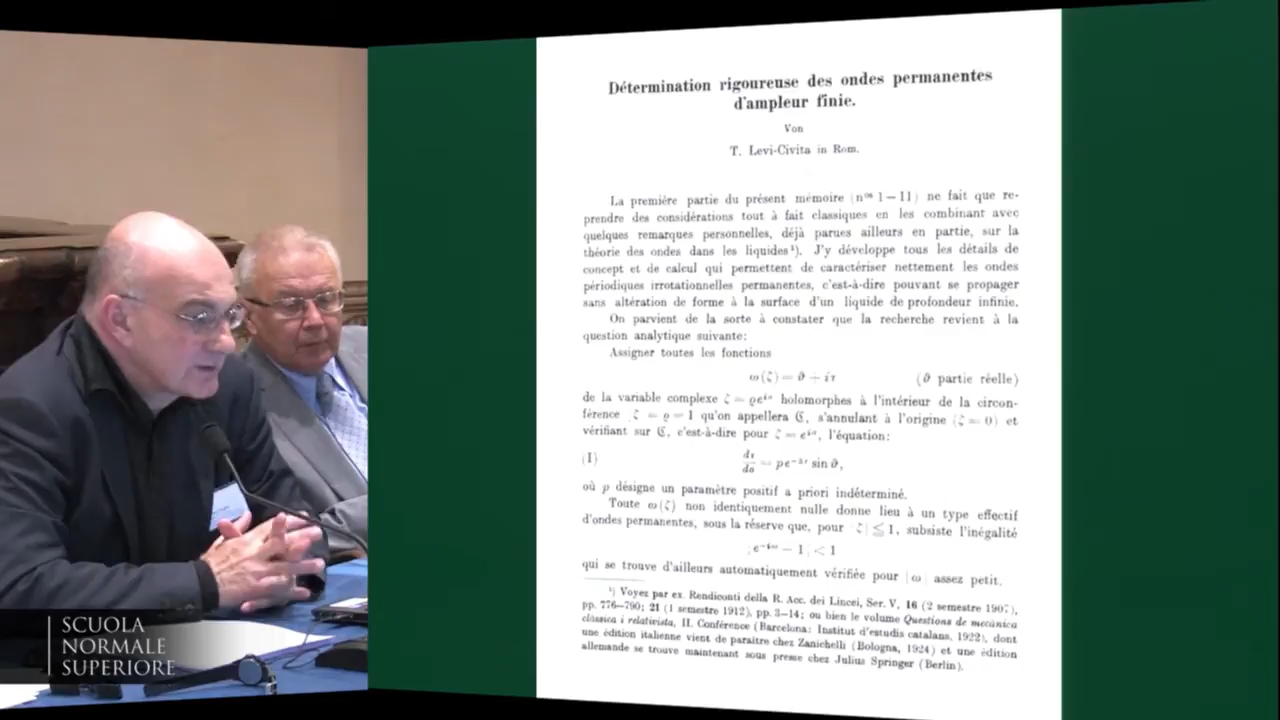 Détermination rigoureuse des ondes permanentes
d'ampleur finie.
Von
T. Levi-Civita in Rom.
La première partie du présent mémoire (nos 1—11) ne fait que re-
prendre des considérations tout à fait classiques en les combinant avec
quelques remarques personnelles, déjà parues ailleurs en partie, sur la
théorie des ondes dans les liquides¹). J'y développe tous les détails de
concept et de calcul qui permettent de caractériser nettement les ondes
périodiques irrotationnelles permanentes, c'est-à-dire pouvant se propager
sans altération de forme à la surface d'un liquide de profondeur infinie.
On parvient de la sorte à constater que la recherche revient à la
question analytique suivante:
Assigner toutes les fonctions
ω(ζ) = ϑ + iτ (ϑ partie réelle)
de la variable complexe ζ = ϱe^{iσ} holomorphes à l'intérieur de la circon-
férence |ζ| = ϱ = 1 qu'on appellera ℭ, s'annulant à l'origine (ζ = 0) et
vérifiant sur ℭ, c'est-à-dire pour ζ = e^{iσ}, l'équation:
(I) dτ/dσ = pe^{-3τ} sin ϑ,
où p désigne un paramètre positif a priori indéterminé.
Toute ω(ζ) non identiquement nulle donne lieu à un type effectif
d'ondes permanentes, sous la réserve que, pour |ζ| ≦ 1, subsiste l'inégalité
|e^{-iω} − 1| < 1
qui se trouve d'ailleurs automatiquement vérifiée pour |ω| assez petit.
¹) Voyez par ex. Rendiconti della R. Acc. dei Lincei, Ser. V, 16 (2 semestre 1907),
pp. 776—790; 21 (1 semestre 1912), pp. 3—14; ou bien le volume Questions de mecànica
clàssica i relativista, II. Conférence (Barcelona: Institut d'estudis catalans, 1922), dont
une édition italienne vient de paraître chez Zanichelli (Bologna, 1924) et une édition
allemande se trouve maintenant sous presse chez Julius Springer (Berlin).
SCUOLA
NORMALE
SUPERIORE